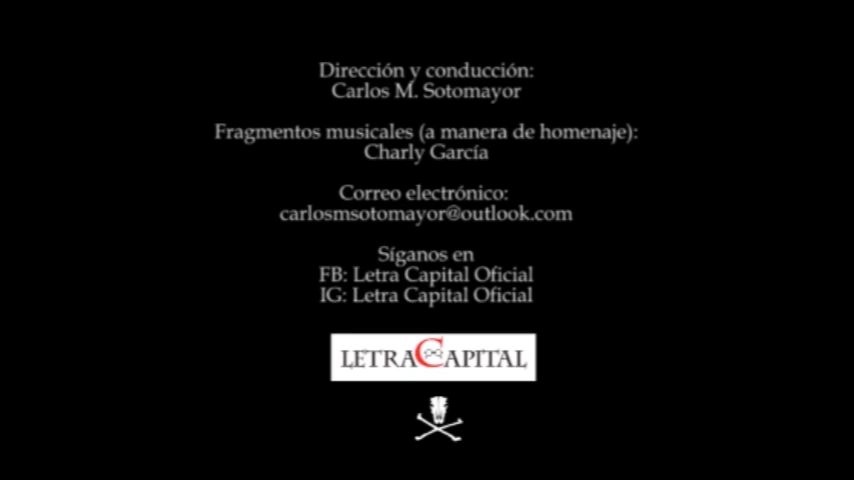 Dirección y conducción:
Carlos M. Sotomayor
Fragmentos musicales (a manera de homenaje):
Charly García
Correo electrónico:
carlosmsotomayor@outlook.com
Síganos en
FB: Letra Capital Oficial
IG: Letra Capital Oficial
LETRA CAPITAL